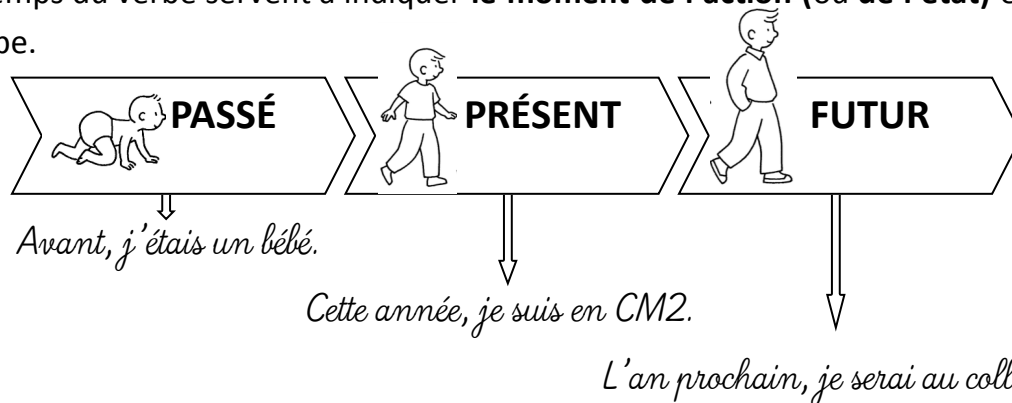 temps du verbe servent à indiquer le moment de l'action (ou de l'état)
be.
PASSÉ PRÉSENT FUTUR
Avant, j'étais un bébé.
Cette année, je suis en CM2.
L'an prochain, je serai au coll